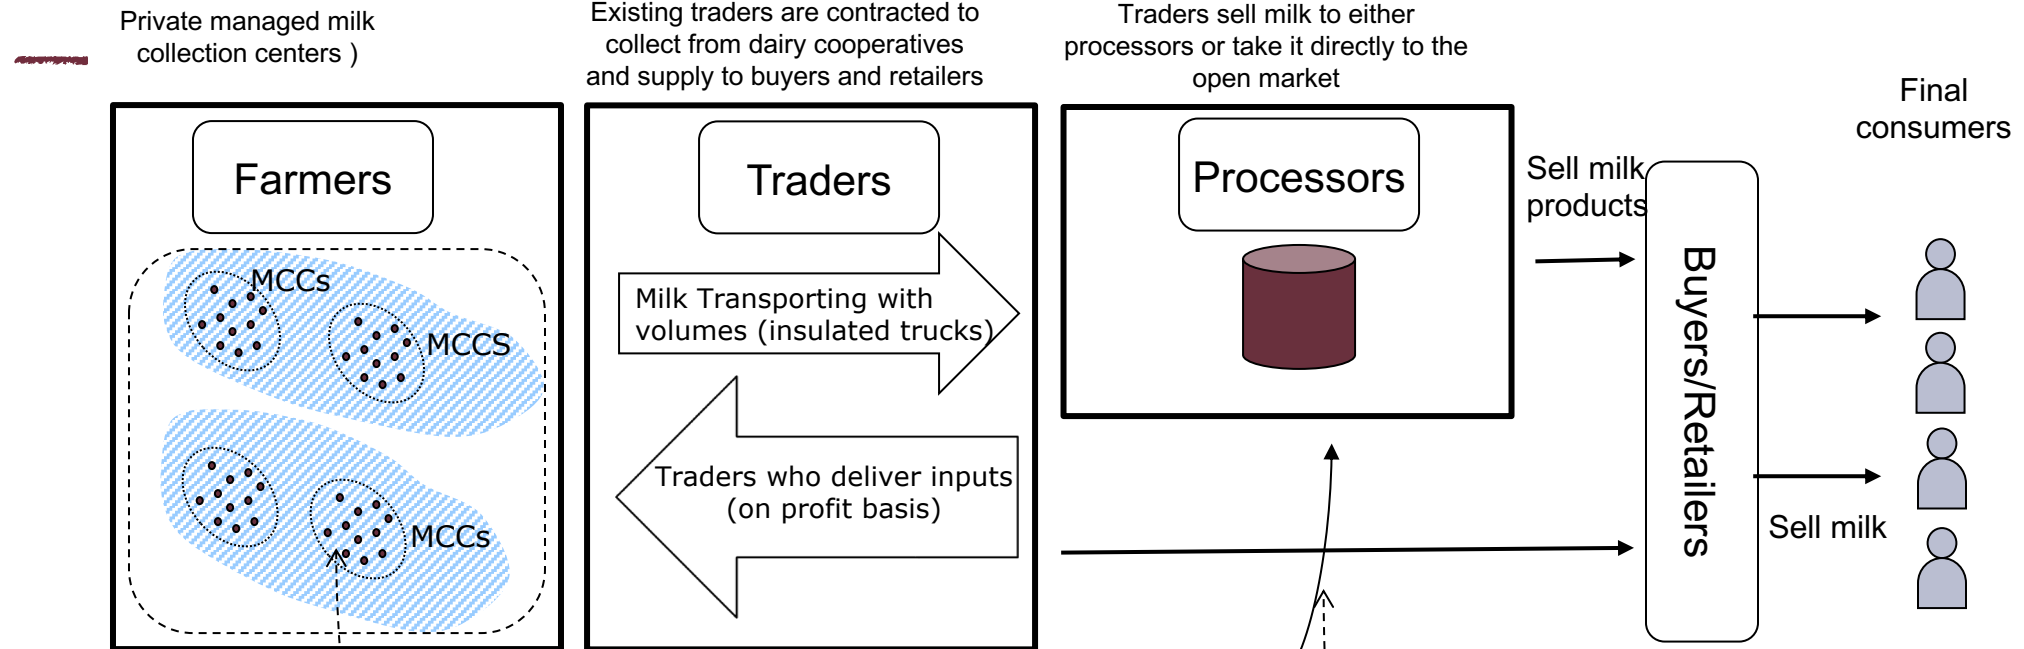 Private managed milk
collection centers )
Existing traders are contracted to
collect from dairy cooperatives
and supply to buyers and retailers
Traders sell milk to either
processors or take it directly to the
open market
Final
consumers
Farmers
Traders
Processors
Sell milk
products
MCCs
MCCS
MCCs
Milk Transporting with
volumes (insulated trucks)
Traders who deliver inputs
(on profit basis)
Buyers/Retailers
Sell milk